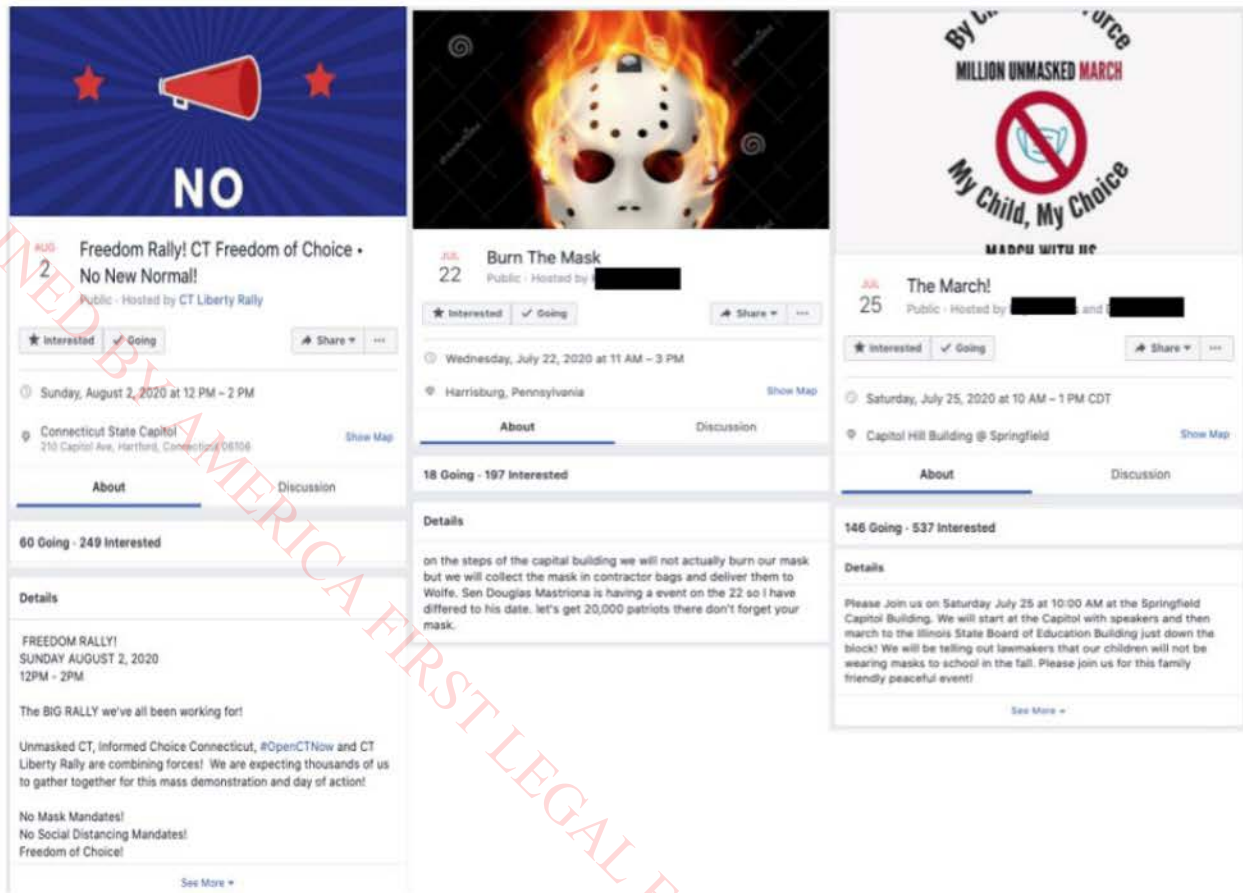 NO
AUG
2
Freedom Rally! CT Freedom of Choice •
No New Normal!
Public · Hosted by CT Liberty Rally
★ Interested ✓ Going
Share ▾ ···
Sunday, August 2, 2020 at 12 PM – 2 PM
Connecticut State Capitol
210 Capitol Ave, Hartford, Connecticut 06106
Show Map
About Discussion
60 Going · 249 Interested
Details
FREEDOM RALLY!
SUNDAY AUGUST 2, 2020
12PM - 2PM
The BIG RALLY we've all been working for!
Unmasked CT, Informed Choice Connecticut, #OpenCTNow and CT
Liberty Rally are combining forces! We are expecting thousands of us
to gather together for this mass demonstration and day of action!
No Mask Mandates!
No Social Distancing Mandates!
Freedom of Choice!
See More ▾
JUL
22
Burn The Mask
Public · Hosted by
★ Interested ✓ Going
Share ▾ ···
Wednesday, July 22, 2020 at 11 AM – 3 PM
Harrisburg, Pennsylvania
Show Map
About Discussion
18 Going · 197 Interested
Details
on the steps of the capital building we will not actually burn our mask
but we will collect the mask in contractor bags and deliver them to
Wolfe. Sen Douglas Mastriona is having a event on the 22 so I have
differed to his date. let's get 20,000 patriots there don't forget your
mask.
By
MILLION UNMASKED MARCH
My Child, My Choice
MARCH WITH US
JUL
25
The March!
Public · Hosted by and
★ Interested ✓ Going
Share ▾ ···
Saturday, July 25, 2020 at 10 AM – 1 PM CDT
Capitol Hill Building @ Springfield
Show Map
About Discussion
146 Going · 537 Interested
Details
Please Join us on Saturday July 25 at 10:00 AM at the Springfield
Capitol Building. We will start at the Capitol with speakers and then
march to the Illinois State Board of Education Building just down the
block! We will be telling out lawmakers that our children will not be
wearing masks to school in the fall. Please join us for this family
friendly peaceful event!
See More ▾
BY AMERICA FIRST LEGAL